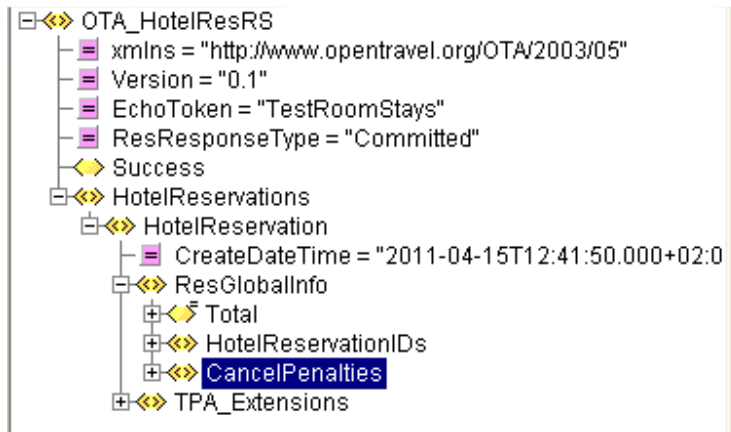 OTA_HotelResRS
xmlns = "http://www.opentravel.org/OTA/2003/05"
Version = "0.1"
EchoToken = "TestRoomStays"
ResResponseType = "Committed"
Success
HotelReservations
HotelReservation
CreateDateTime = "2011-04-15T12:41:50.000+02:0
ResGlobalInfo
Total
HotelReservationIDs
CancelPenalties
TPA_Extensions